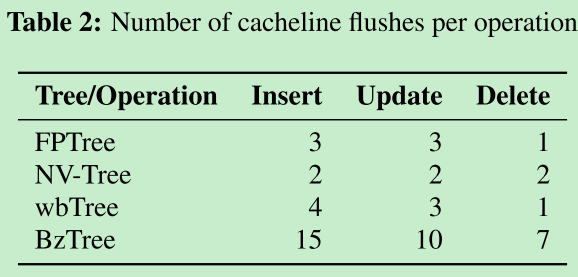 Table 2: Number of cacheline flushes per operation
Tree/Operation Insert Update Delete
FPTree 3 3 1
NV-Tree 2 2 2
wbTree 4 3 1
BzTree 15 10 7